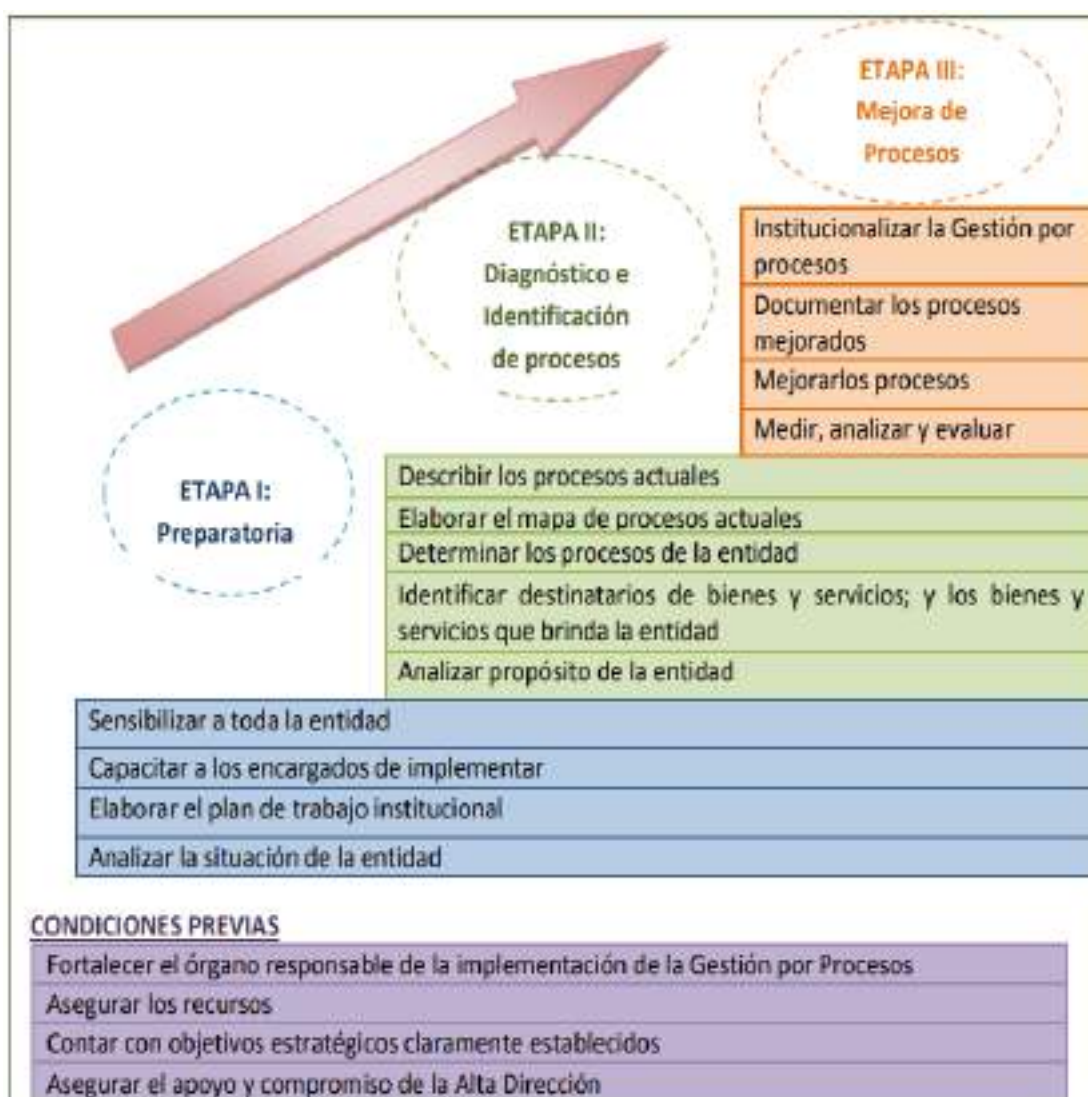 ETAPA III:
Mejora de
Procesos
ETAPA II:
Diagnóstico e
Identificación
de procesos
Institucionalizar la Gestión por
procesos
Documentar los procesos
mejorados
Mejorarlos procesos
Medir, analizar y evaluar
ETAPA I:
Preparatoria
Describir los procesos actuales
Elaborar el mapa de procesos actuales
Determinar los procesos de la entidad
Identificar destinatarios de bienes y servicios; y los bienes y
servicios que brinda la entidad
Analizar propósito de la entidad
Sensibilizar a toda la entidad
Capacitar a los encargados de implementar
Elaborar el plan de trabajo institucional
Analizar la situación de la entidad
CONDICIONES PREVIAS
Fortalecer el órgano responsable de la implementación de la Gestión por Procesos
Asegurar los recursos
Contar con objetivos estratégicos claramente establecidos
Asegurar el apoyo y compromiso de la Alta Dirección